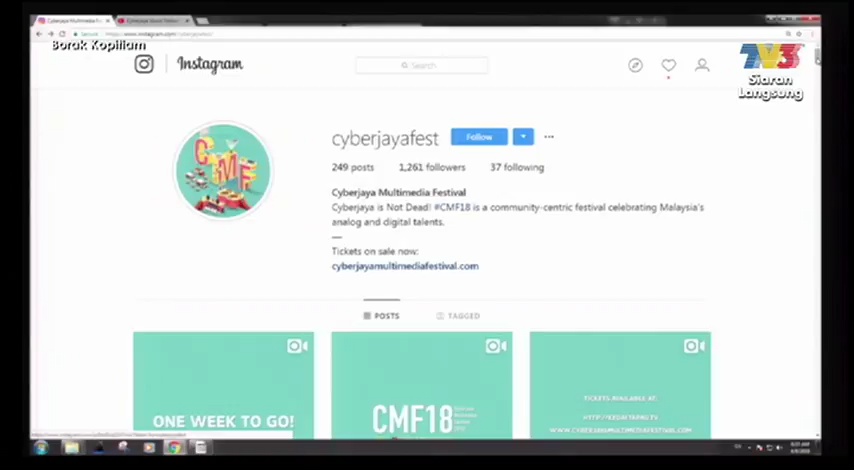 Borak Kopitiam
Instagram
Search
TV3
Siaran
Langsung
cyberjayafest
Follow
249 posts
1,261 followers
37 following
Cyberjaya Multimedia Festival
Cyberjaya is Not Dead! #CMF18 is a community-centric festival celebrating Malaysia's
analog and digital talents.
—
Tickets on sale now:
cyberjayamultimediafestival.com
POSTS
TAGGED
CMF
ONE WEEK TO GO!
CMF18
TICKETS AVAILABLE AT:
WWW.CYBERJAYAMULTIMEDIAFESTIVAL.COM